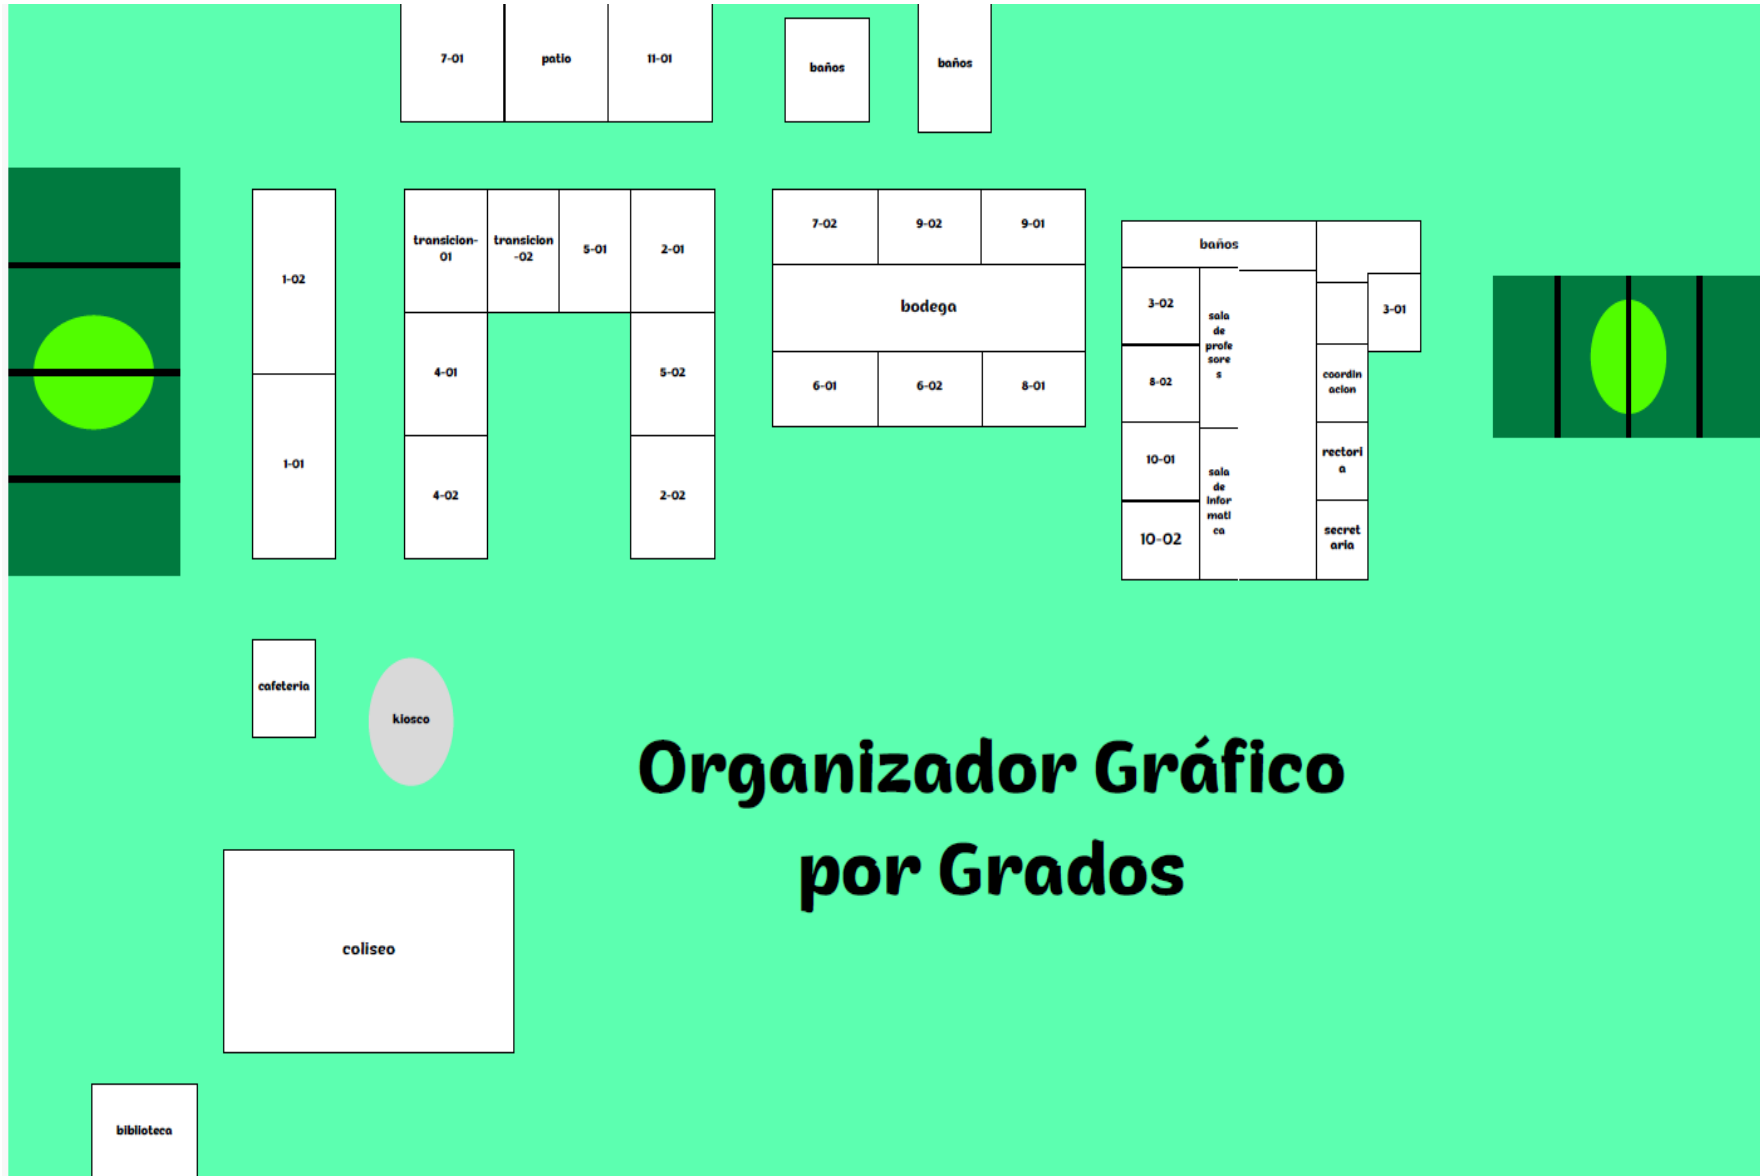 7-01
patio
11-01
baños
baños
1-02
1-01
transicion-
01
transicion
-02
5-01
2-01
4-01
5-02
4-02
2-02
7-02
9-02
9-01
bodega
6-01
6-02
8-01
baños
3-02
8-02
10-01
10-02
sala
de
profe
sore
s
sala
de
infor
mati
ca
3-01
coordin
acion
rectori
a
secret
aria
cafeteria
kiosco
Organizador Gráfico
por Grados
coliseo
biblioteca